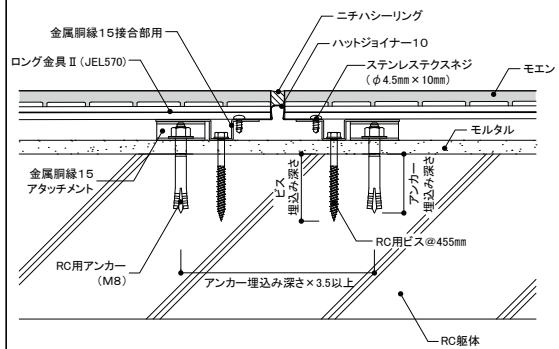 ニチハシーリング
金属胴縁15接合部用
ハットジョイナー10
ロング金具Ⅱ(JEL570)
ステンレステクスネジ
(φ4.5mm×10mm)
モエン
モルタル
金属胴縁15
アタッチメント
ビス
埋込み深さ
アンカー
埋込み深さ
RC用アンカー
(M8)
RC用ビス@455mm
アンカー埋込み深さ×3.5以上
RC躯体